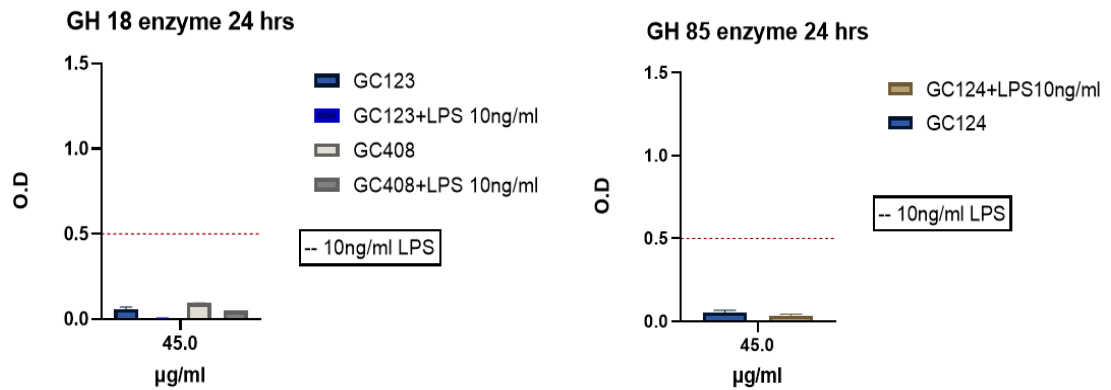 GH 18 enzyme 24 hrs
1.5
1.0
0.5
0.0
O.D
45.0
µg/ml
GC123
GC123+LPS 10ng/ml
GC408
GC408+LPS 10ng/ml
-- 10ng/ml LPS
GH 85 enzyme 24 hrs
1.5
1.0
0.5
0.0
O.D
45.0
µg/ml
GC124+LPS10ng/ml
GC124
-- 10ng/ml LPS